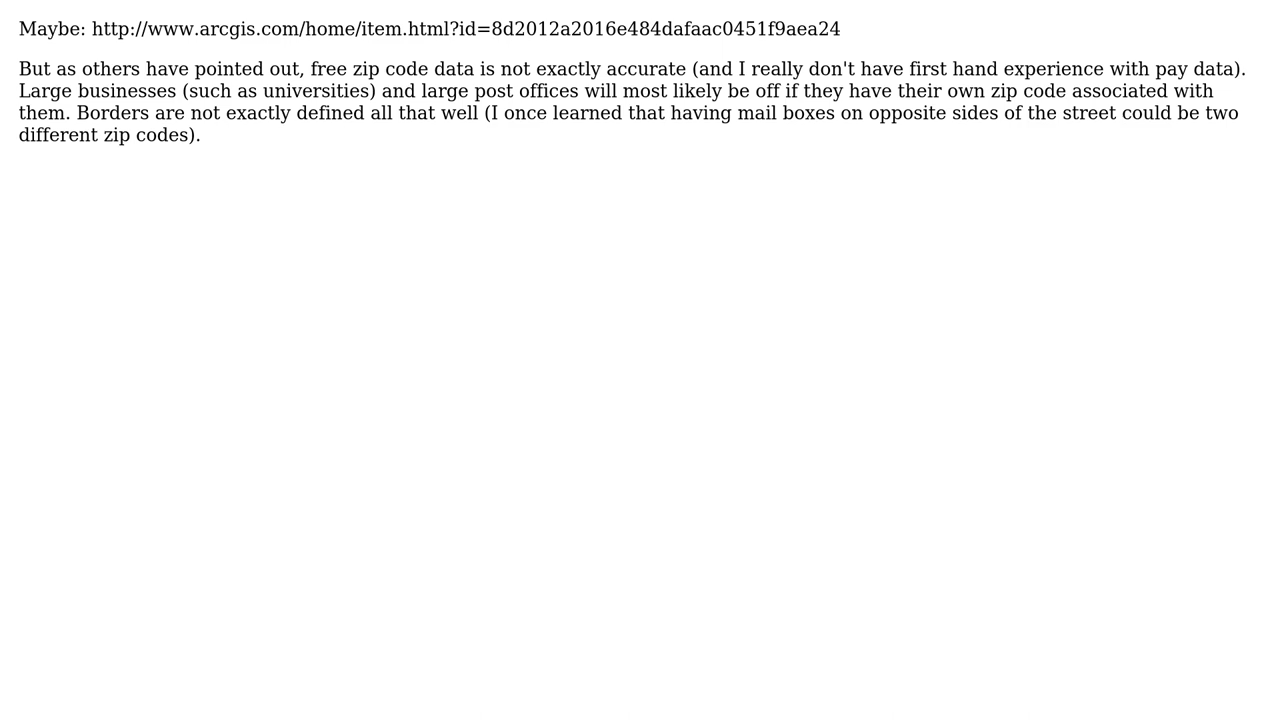 Maybe: http://www.arcgis.com/home/item.html?id=8d2012a2016e484dafaac0451f9aea24
But as others have pointed out, free zip code data is not exactly accurate (and I really don't have first hand experience with pay data).
Large businesses (such as universities) and large post offices will most likely be off if they have their own zip code associated with
them. Borders are not exactly defined all that well (I once learned that having mail boxes on opposite sides of the street could be two
different zip codes).